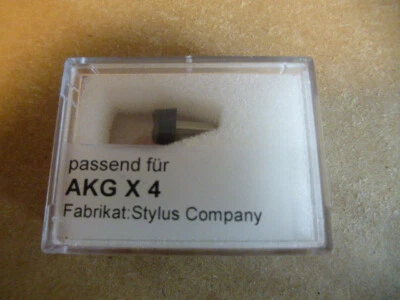 passend für
AKG X 4
Fabrikat:Stylus Company